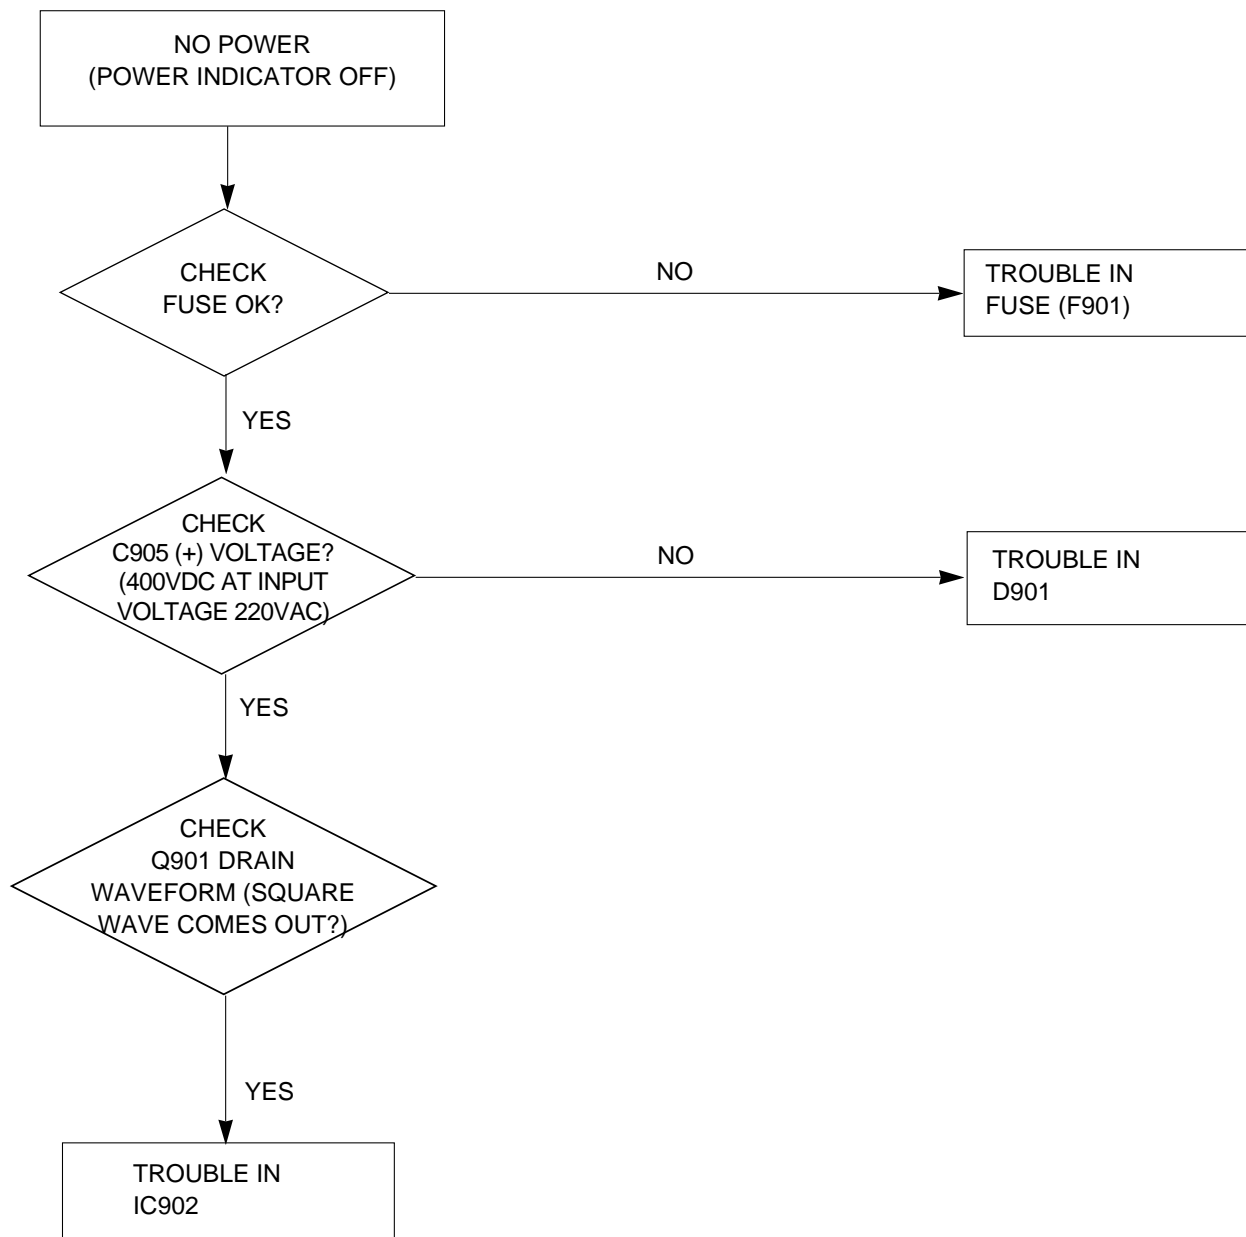 NO POWER
(POWER INDICATOR OFF)
CHECK
FUSE OK?
NO
TROUBLE IN
FUSE (F901)
YES
CHECK
C905 (+) VOLTAGE?
(400VDC AT INPUT
VOLTAGE 220VAC)
NO
TROUBLE IN
D901
YES
CHECK
Q901 DRAIN
WAVEFORM (SQUARE
WAVE COMES OUT?)
YES
TROUBLE IN
IC902